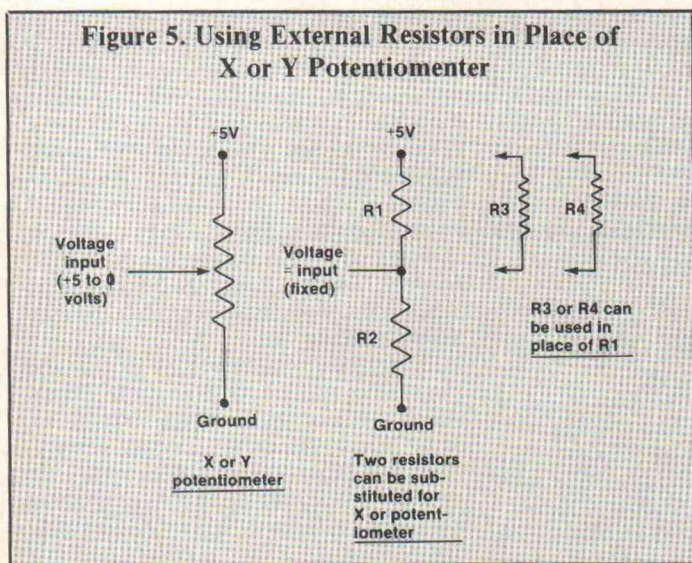 Figure 5. Using External Resistors in Place of
X or Y Potentiomenter
+5V
Voltage
input
(+5 to 0
volts)
Ground
X or Y
potentiometer
+5V
R1
Voltage
= input
(fixed)
R2
Ground
Two resistors
can be sub-
stituted for
X or potent-
iometer
R3
R4
R3 or R4 can
be used in
place of R1